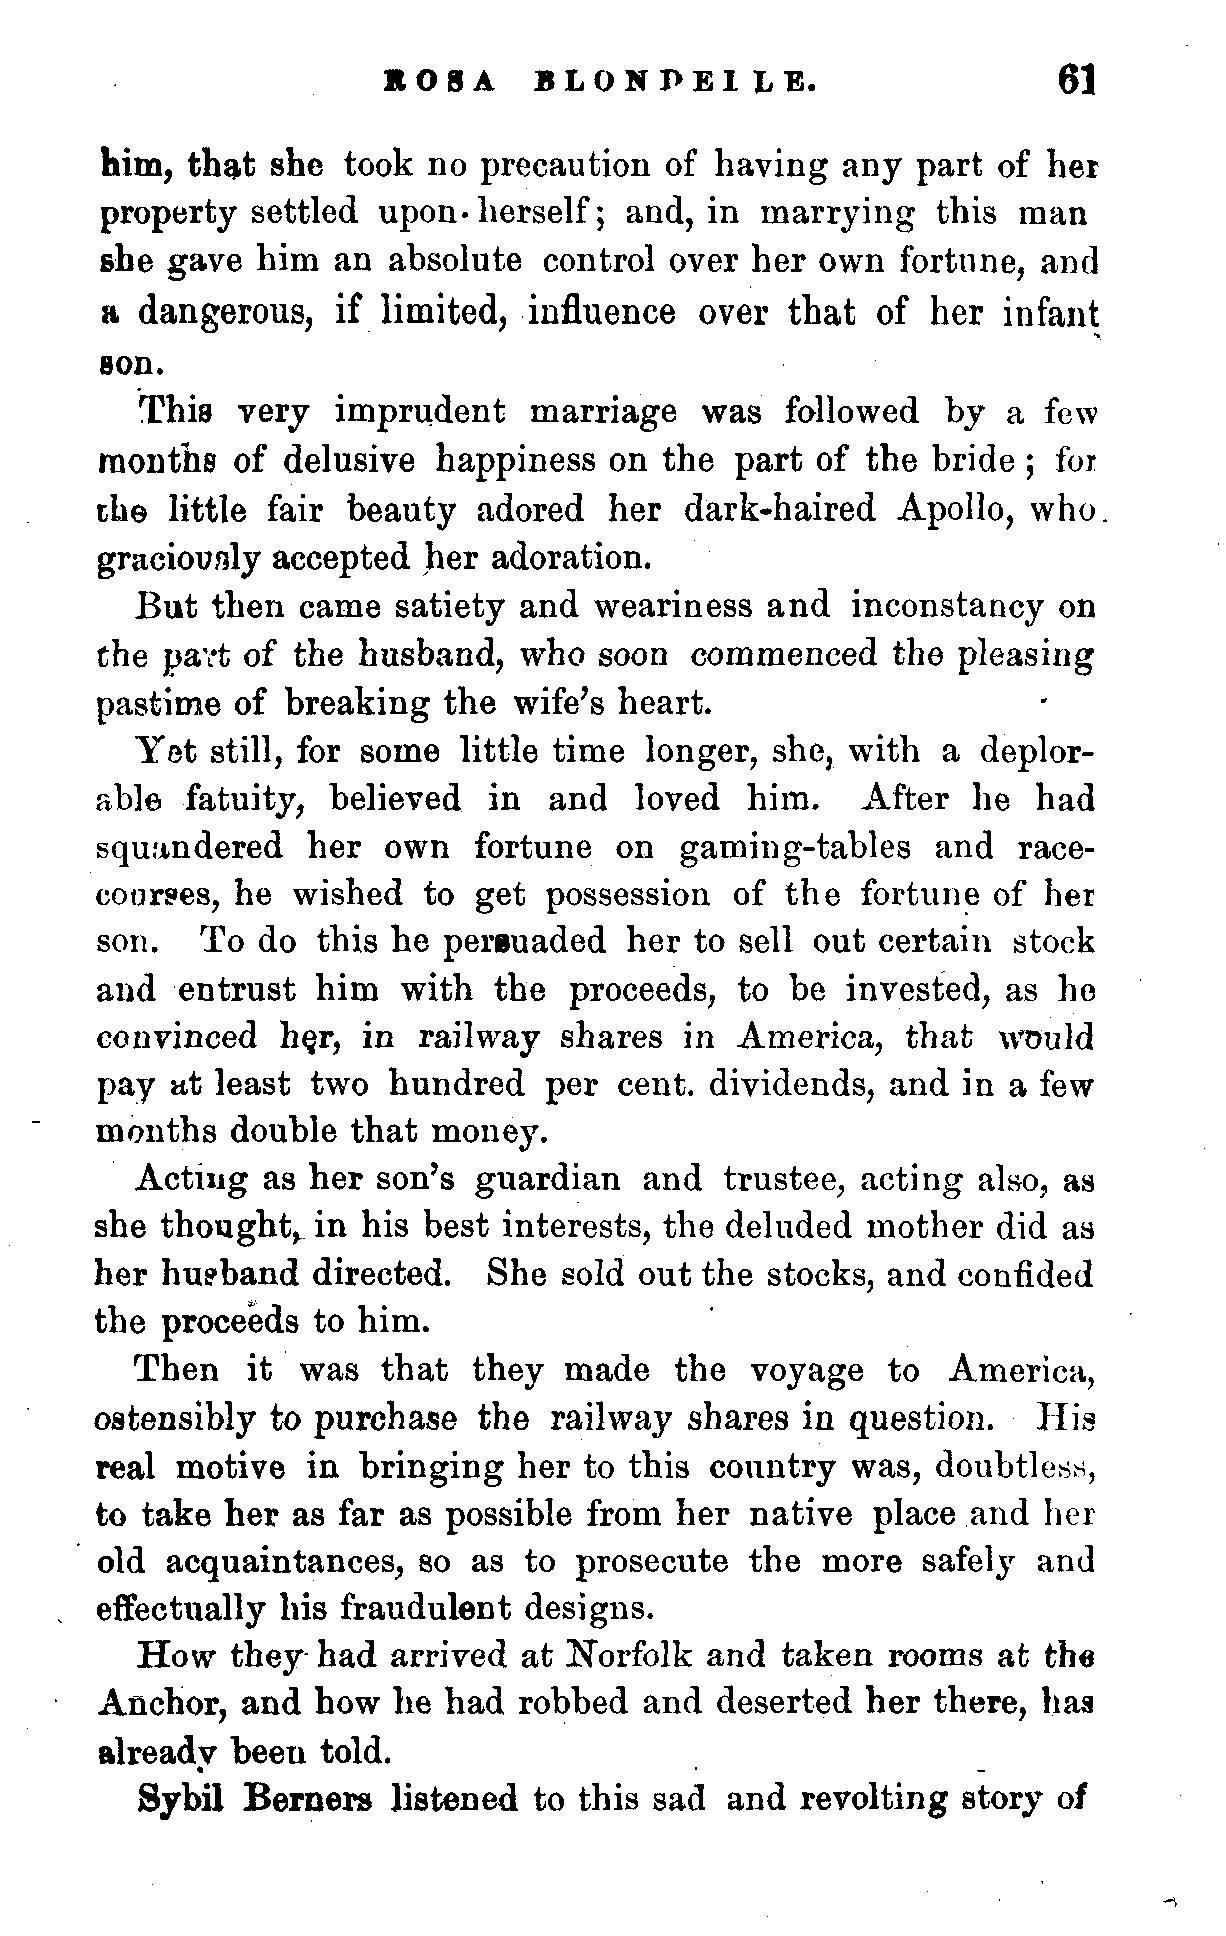 ROSA BLONDELLE. 61
him, that she took no precaution of having any part of her
property settled upon herself; and, in marrying this man
she gave him an absolute control over her own fortune, and
a dangerous, if limited, influence over that of her infant
son.
This very imprudent marriage was followed by a few
months of delusive happiness on the part of the bride; for
the little fair beauty adored her dark-haired Apollo, who
graciously accepted her adoration.
But then came satiety and weariness and inconstancy on
the part of the husband, who soon commenced the pleasing
pastime of breaking the wife's heart.
Yet still, for some little time longer, she, with a deplor-
able fatuity, believed in and loved him. After he had
squandered her own fortune on gaming-tables and race-
courses, he wished to get possession of the fortune of her
son. To do this he persuaded her to sell out certain stock
and entrust him with the proceeds, to be invested, as he
convinced her, in railway shares in America, that would
pay at least two hundred per cent. dividends, and in a few
months double that money.
Acting as her son's guardian and trustee, acting also, as
she thought, in his best interests, the deluded mother did as
her husband directed. She sold out the stocks, and confided
the proceeds to him.
Then it was that they made the voyage to America,
ostensibly to purchase the railway shares in question. His
real motive in bringing her to this country was, doubtless,
to take her as far as possible from her native place and her
old acquaintances, so as to prosecute the more safely and
effectually his fraudulent designs.
How they had arrived at Norfolk and taken rooms at the
Anchor, and how he had robbed and deserted her there, has
already been told.
Sybil Berners listened to this sad and revolting story of